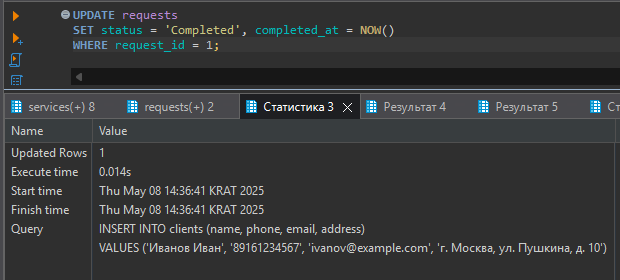 UPDATE requests
SET status = 'Completed', completed_at = NOW()
WHERE request_id = 1;
services(+) 8 requests(+) 2 Статистика 3 Результат 4 Результат 5 Ст
Name Value
Updated Rows 1
Execute time 0.014s
Start time Thu May 08 14:36:41 KRAT 2025
Finish time Thu May 08 14:36:41 KRAT 2025
Query INSERT INTO clients (name, phone, email, address)
VALUES ('Иванов Иван', '89161234567', 'ivanov@example.com', 'г. Москва, ул. Пушкина, д. 10')